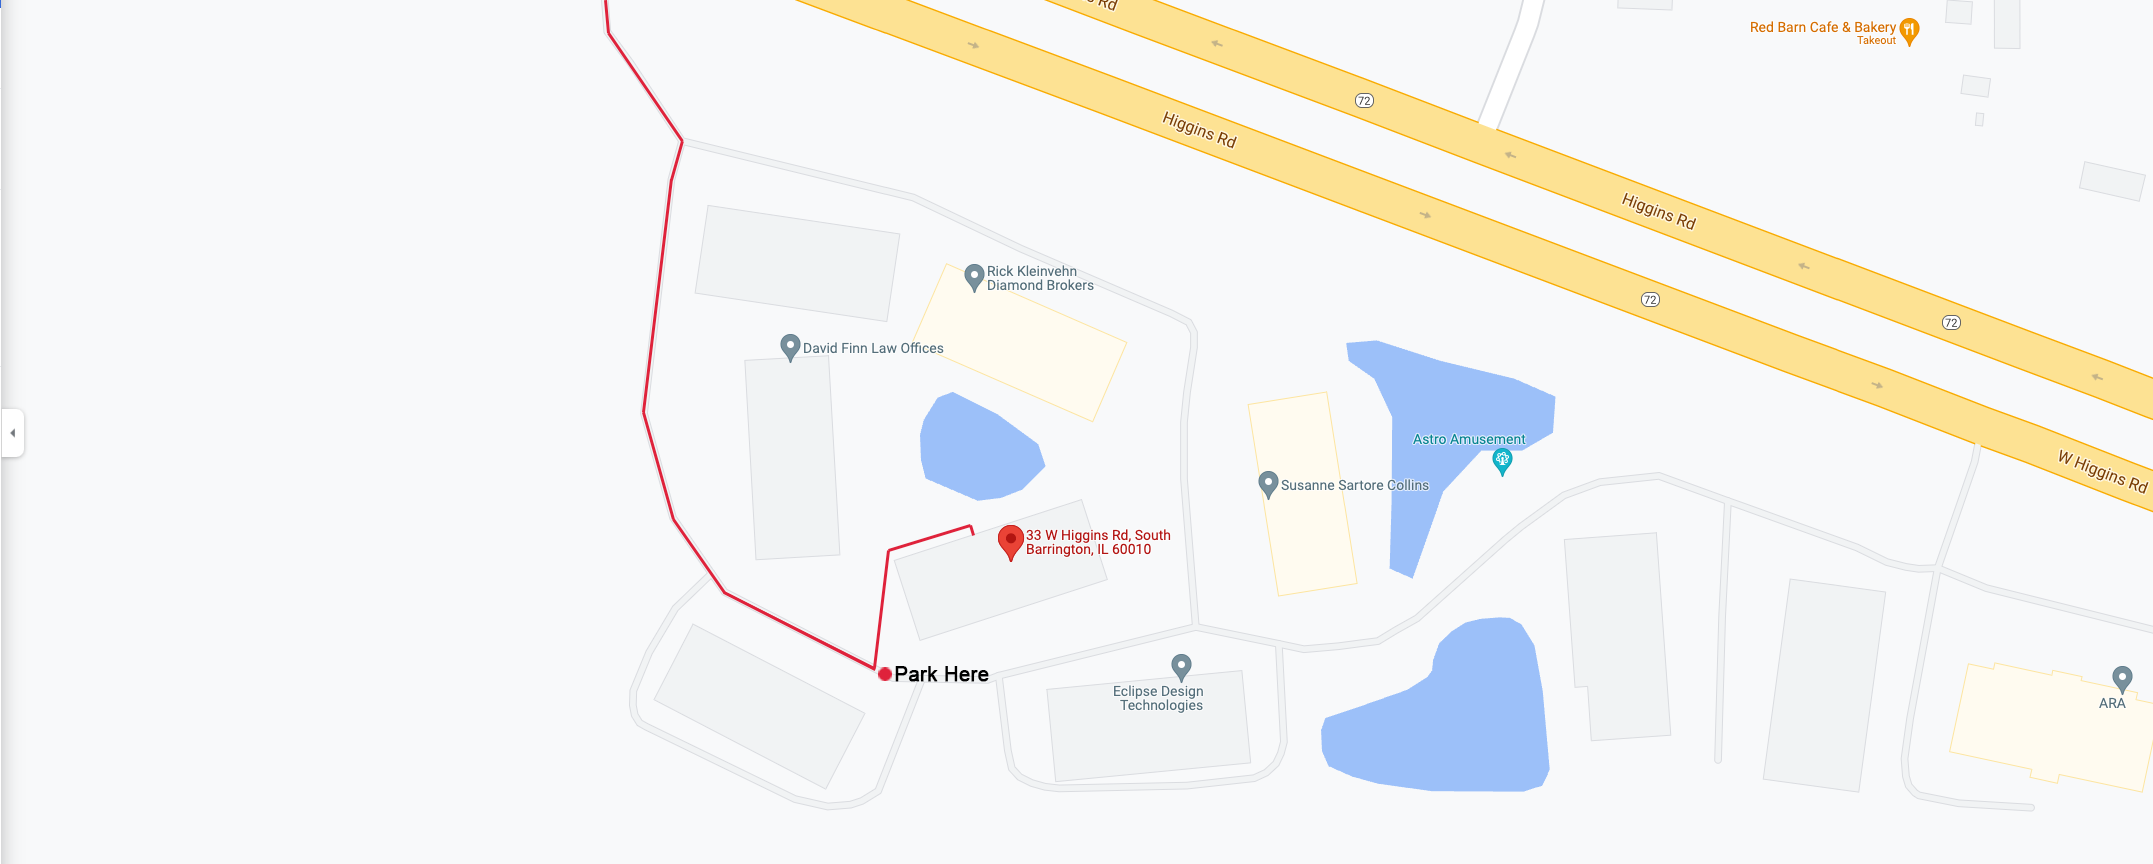 s Rd
Red Barn Cafe & Bakery
Takeout
72
Higgins Rd
Higgins Rd
Rick Kleinvehn
Diamond Brokers
72
72
David Finn Law Offices
Astro Amusement
W Higgins Rd
Susanne Sartore Collins
33 W Higgins Rd, South
Barrington, IL 60010
Park Here
Eclipse Design
Technologies
ARA